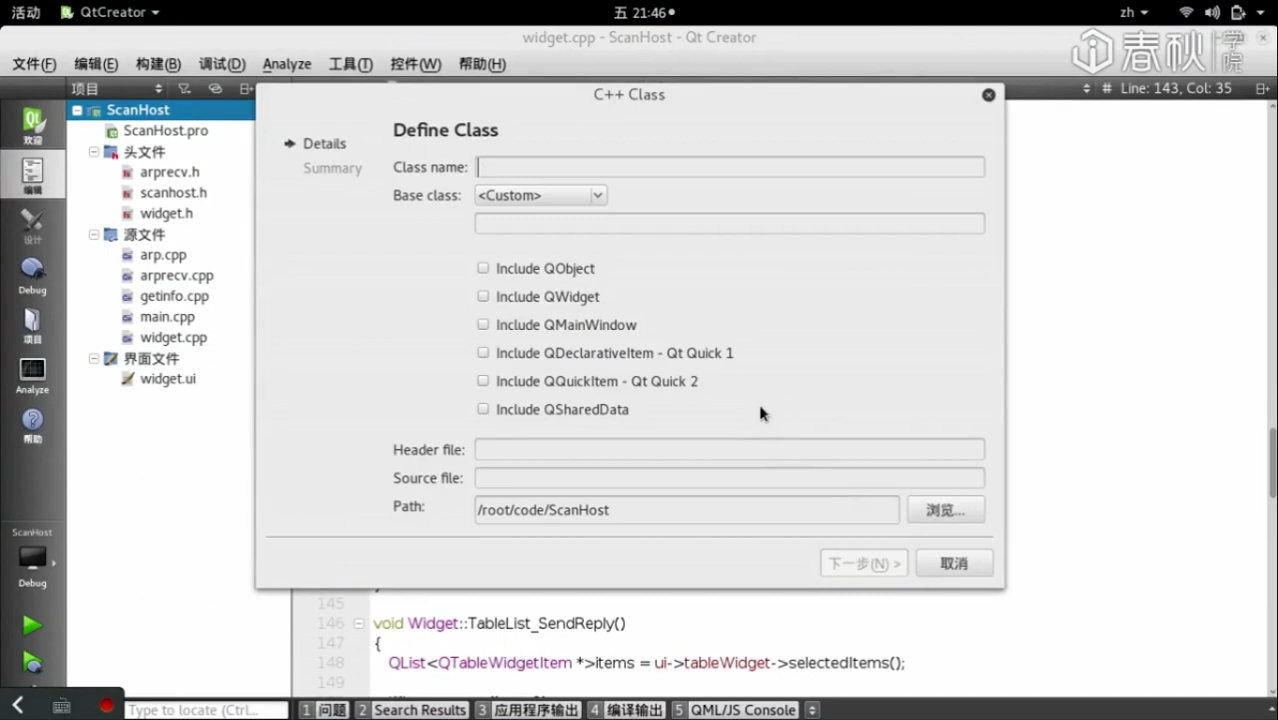 活动 QtCreator 五 21:46 zh
widget.cpp - ScanHost - Qt Creator
文件(F) 编辑(E) 构建(B) 调试(D) Analyze 工具(T) 控件(W) 帮助(H)
春秋学院
项目 # Line: 143, Col: 35
欢迎
编辑
设计
Debug
项目
Analyze
帮助
ScanHost
Debug
ScanHost
ScanHost.pro
头文件
arprecv.h
scanhost.h
widget.h
源文件
arp.cpp
arprecv.cpp
getinfo.cpp
main.cpp
widget.cpp
界面文件
widget.ui
C++ Class
Details
Summary
Define Class
Class name:
Base class: <Custom>
Include QObject
Include QWidget
Include QMainWindow
Include QDeclarativeItem - Qt Quick 1
Include QQuickItem - Qt Quick 2
Include QSharedData
Header file:
Source file:
Path: /root/code/ScanHost 浏览...
下一步(N) > 取消
145
146 void Widget::TableList_SendReply()
147 {
148 QList<QTableWidgetItem *>items = ui->tableWidget->selectedItems();
149
Type to locate (Ctrl... 1 问题 2 Search Results 3 应用程序输出 4 编译输出 5 QML/JS Console